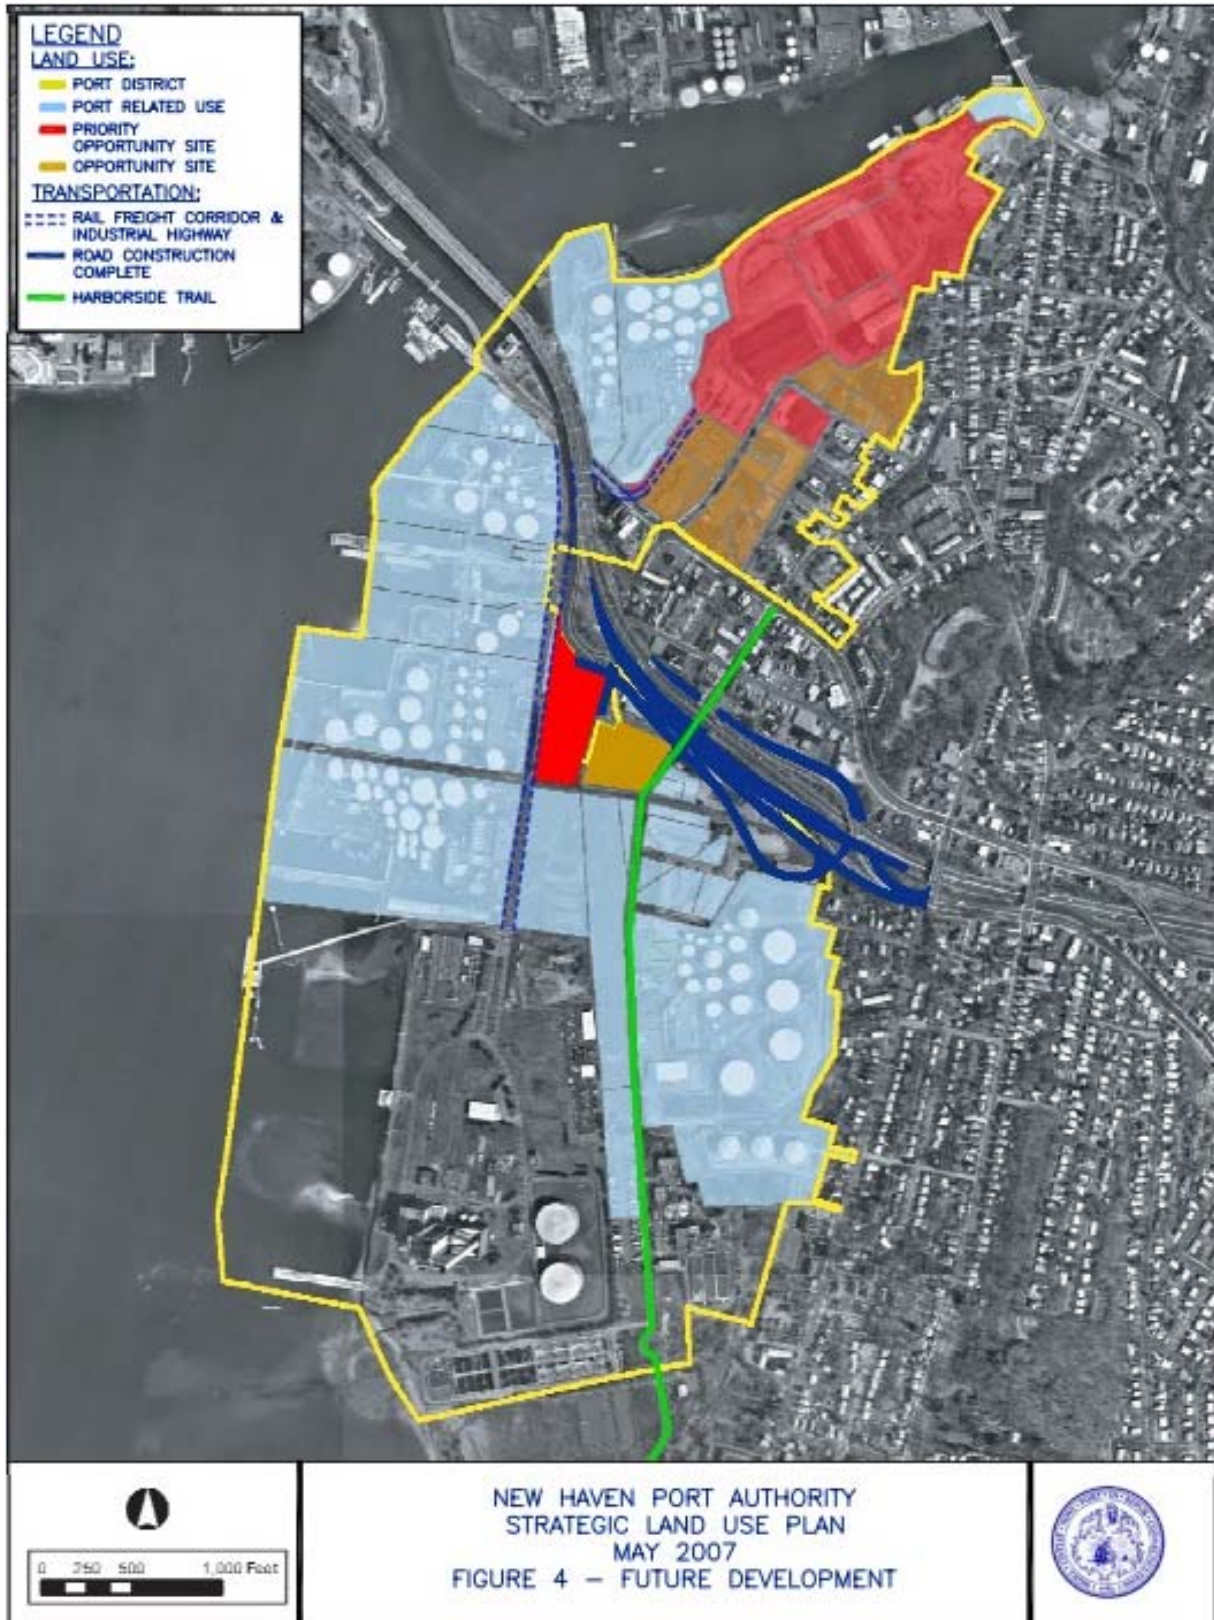 LEGEND
LAND USE:
PORT DISTRICT
PORT RELATED USE
PRIORITY
OPPORTUNITY SITE
OPPORTUNITY SITE
TRANSPORTATION:
RAIL FREIGHT CORRIDOR &
INDUSTRIAL HIGHWAY
ROAD CONSTRUCTION
COMPLETE
HARBORSIDE TRAIL
0 250 500 1,000 Feet
NEW HAVEN PORT AUTHORITY
STRATEGIC LAND USE PLAN
MAY 2007
FIGURE 4 – FUTURE DEVELOPMENT